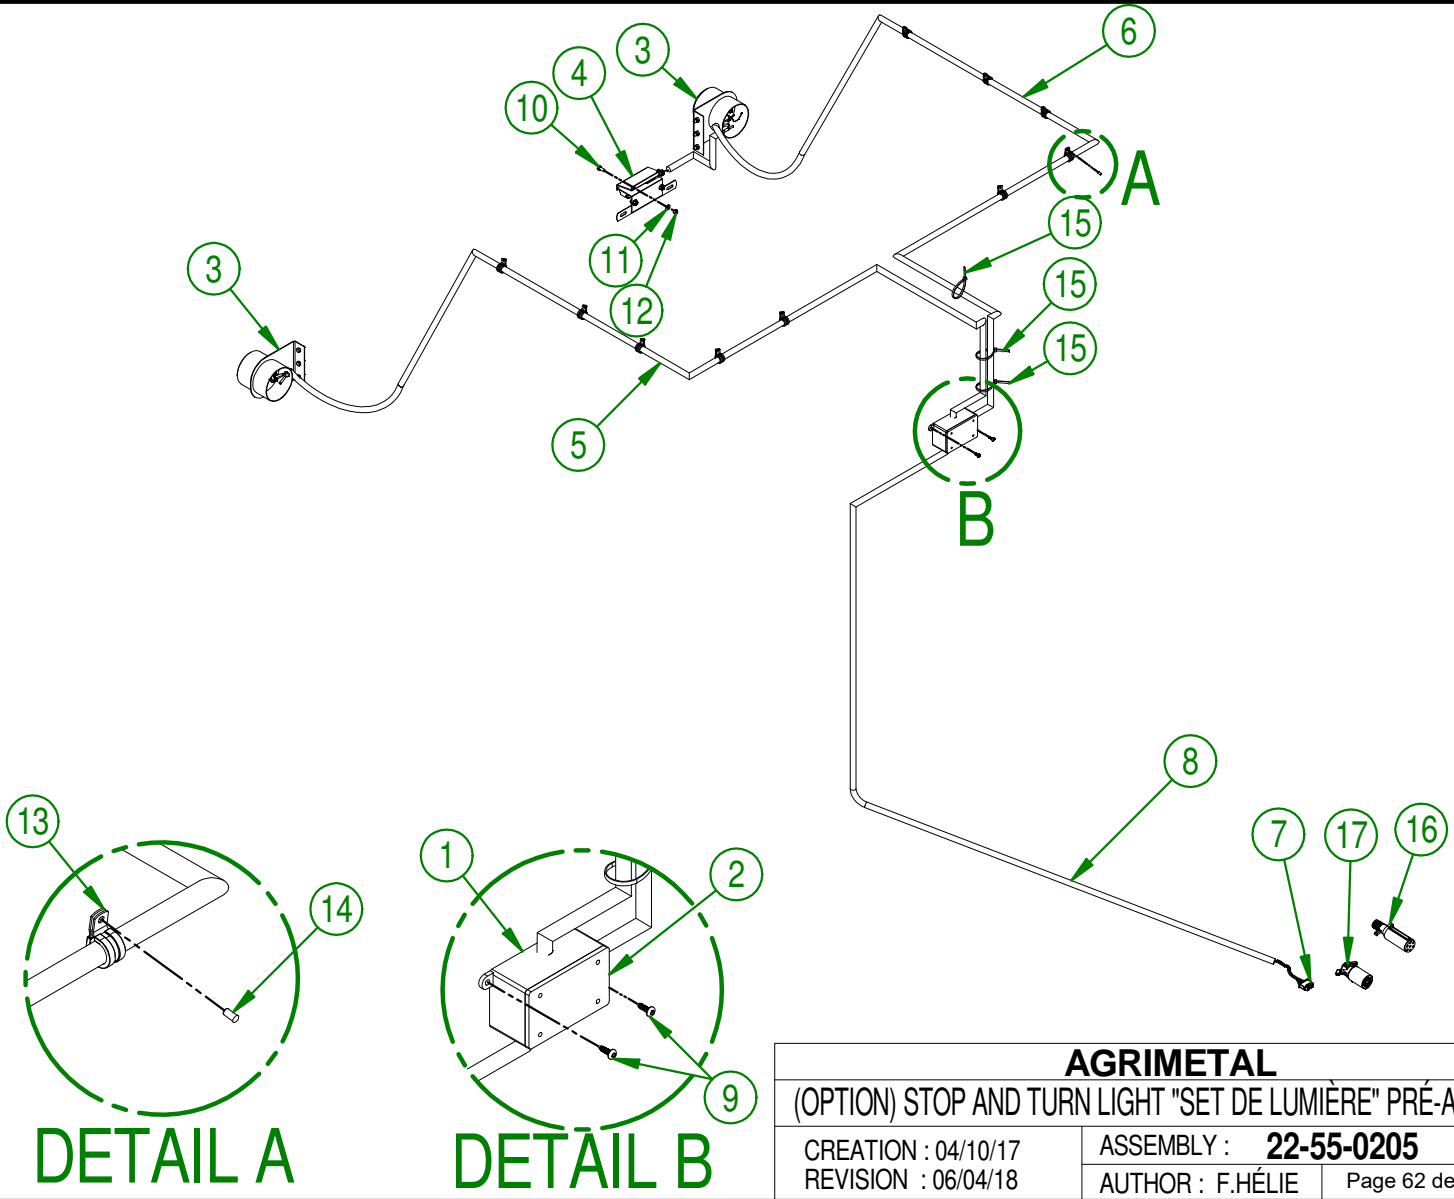 6
3
4
10
A
15
11
3
15
12
15
5
B
8
13
1
7
17
16
2
14
9
DETAIL A
DETAIL B
AGRIMETAL
(OPTION) STOP AND TURN LIGHT "SET DE LUMIÈRE" PRÉ-A
CREATION : 04/10/17
REVISION : 06/04/18
ASSEMBLY : 22-55-0205
AUTHOR : F.HÉLIE
Page 62 de